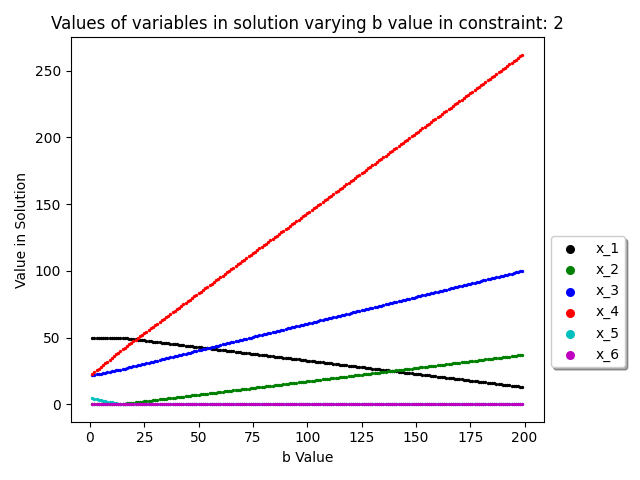 Values of variables in solution varying b value in constraint: 2
250
200
150
100
50
0
Value in Solution
0 25 50 75 100 125 150 175 200
b Value
x_1
x_2
x_3
x_4
x_5
x_6